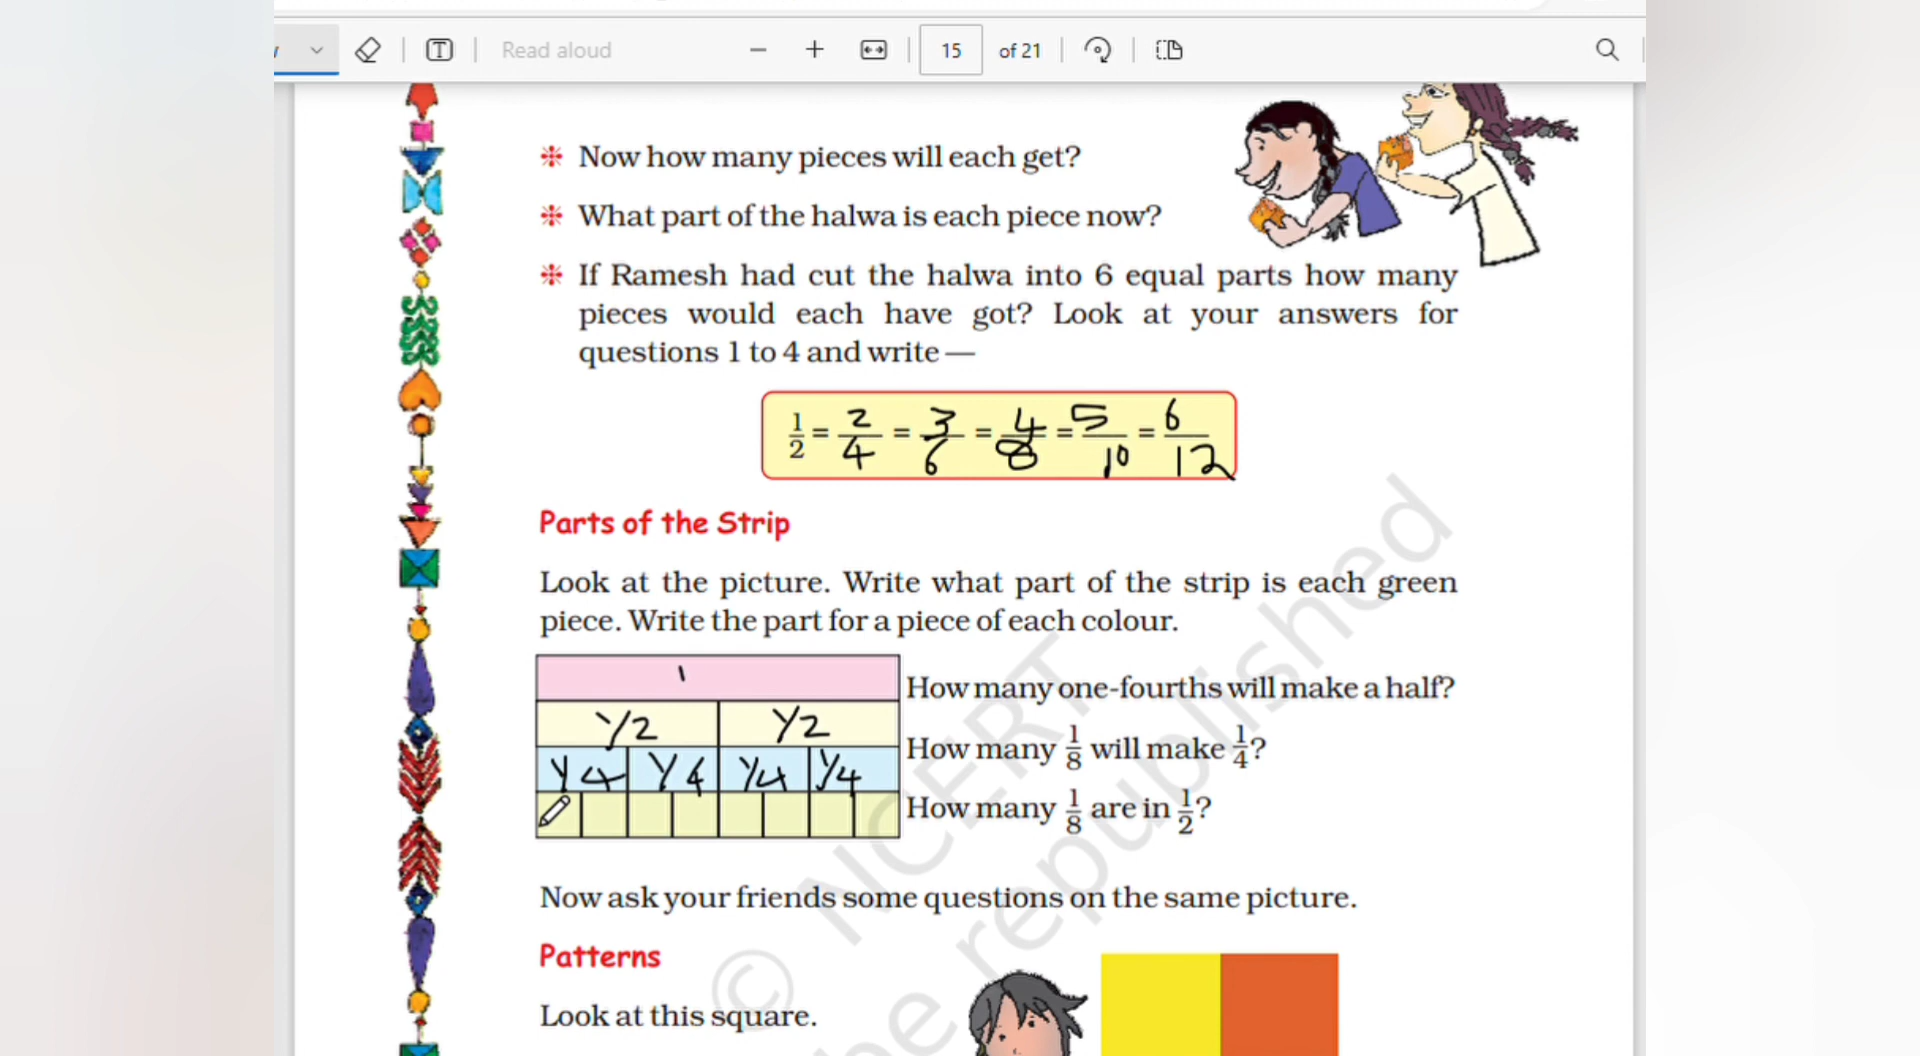 Read aloud
15 of 21
Now how many pieces will each get?
What part of the halwa is each piece now?
If Ramesh had cut the halwa into 6 equal parts how many
pieces would each have got? Look at your answers for
questions 1 to 4 and write —
1/2 = 2/4 = 3/6 = 4/8 = 5/10 = 6/12
Parts of the Strip
Look at the picture. Write what part of the strip is each green
piece. Write the part for a piece of each colour.
1
1/2 1/2
1/4 1/4 1/4 1/4
How many one-fourths will make a half?
How many 1/8 will make 1/4?
How many 1/8 are in 1/2?
Now ask your friends some questions on the same picture.
Patterns
Look at this square.
© NCERT
be republished